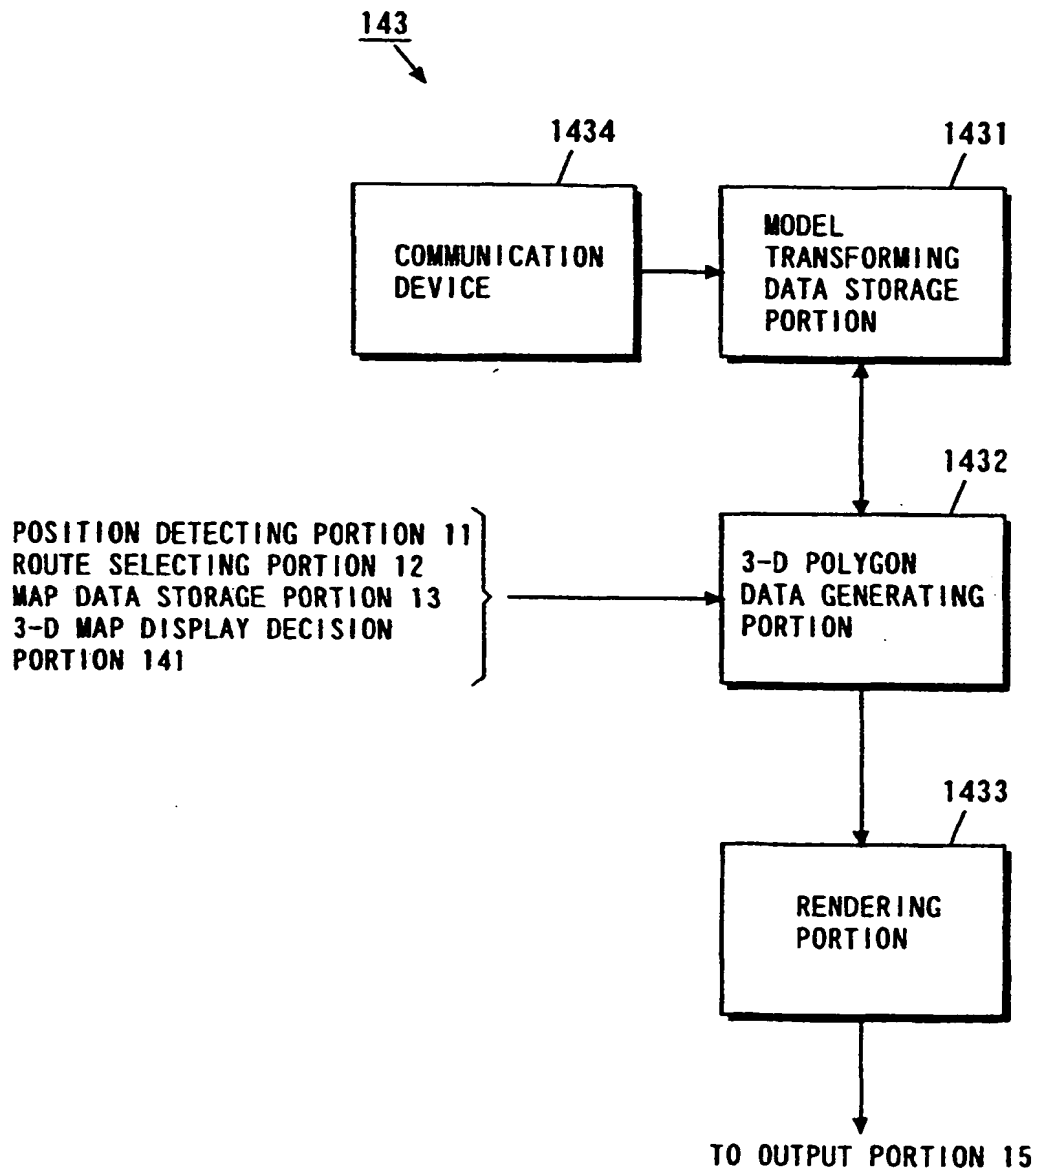 143
1434
1431
COMMUNICATION
DEVICE
MODEL
TRANSFORMING
DATA STORAGE
PORTION
1432
POSITION DETECTING PORTION 11
ROUTE SELECTING PORTION 12
MAP DATA STORAGE PORTION 13
3-D MAP DISPLAY DECISION
PORTION 141
3-D POLYGON
DATA GENERATING
PORTION
1433
RENDERING
PORTION
TO OUTPUT PORTION 15